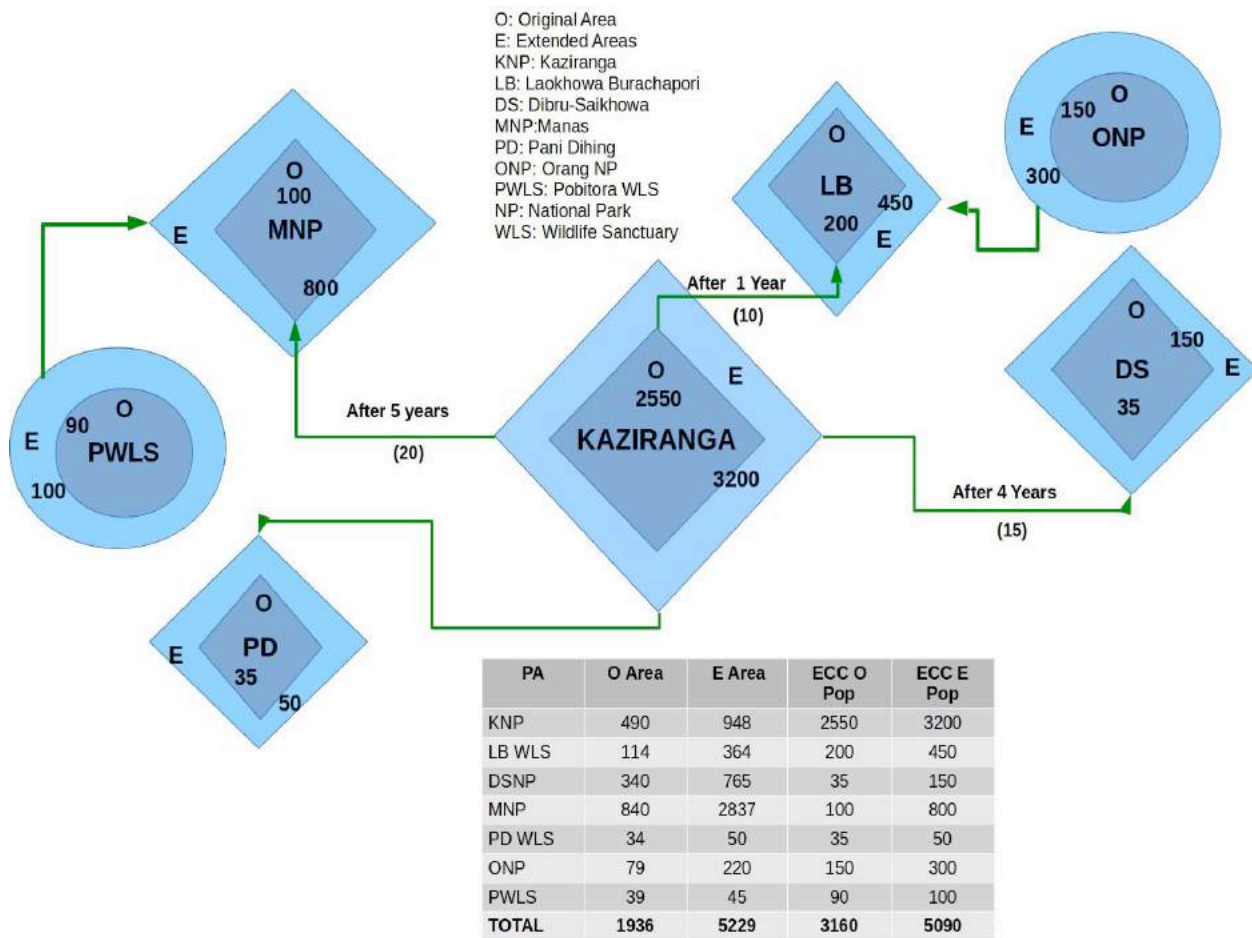 O: Original Area
E: Extended Areas
KNP: Kaziranga
LB: Laokhowa Burachapori
DS: Dibru-Saikhowa
MNP:Manas
PD: Pani Dihing
ONP: Orang NP
PWLS: Pobitora WLS
NP: National Park
WLS: Wildlife Sanctuary
O
100
MNP
E
800
O
LB
450
200
E
O
150
E
ONP
300
After 1 Year
(10)
O
E
2550
KAZIRANGA
3200
O
150
E
DS
35
After 5 years
(20)
After 4 Years
(15)
O
90
E
PWLS
100
O
PD
E
35
50
PA O Area E Area ECC O Pop ECC E Pop
KNP 490 948 2550 3200
LB WLS 114 364 200 450
DSNP 340 765 35 150
MNP 840 2837 100 800
PD WLS 34 50 35 50
ONP 79 220 150 300
PWLS 39 45 90 100
TOTAL 1936 5229 3160 5090